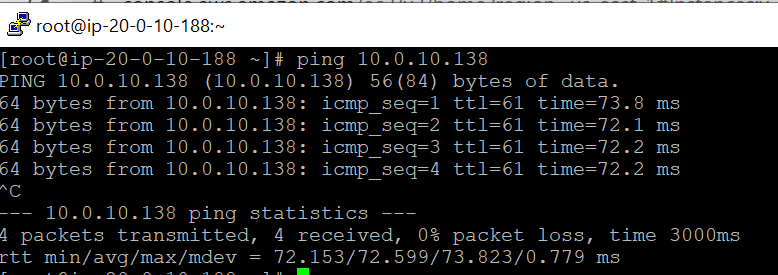 root@ip-20-0-10-188:~
[root@ip-20-0-10-188 ~]# ping 10.0.10.138
PING 10.0.10.138 (10.0.10.138) 56(84) bytes of data.
64 bytes from 10.0.10.138: icmp_seq=1 ttl=61 time=73.8 ms
64 bytes from 10.0.10.138: icmp_seq=2 ttl=61 time=72.1 ms
64 bytes from 10.0.10.138: icmp_seq=3 ttl=61 time=72.2 ms
64 bytes from 10.0.10.138: icmp_seq=4 ttl=61 time=72.2 ms
^C
--- 10.0.10.138 ping statistics ---
4 packets transmitted, 4 received, 0% packet loss, time 3000ms
rtt min/avg/max/mdev = 72.153/72.599/73.823/0.779 ms
[root@ip-20-0-10-188 ~]#